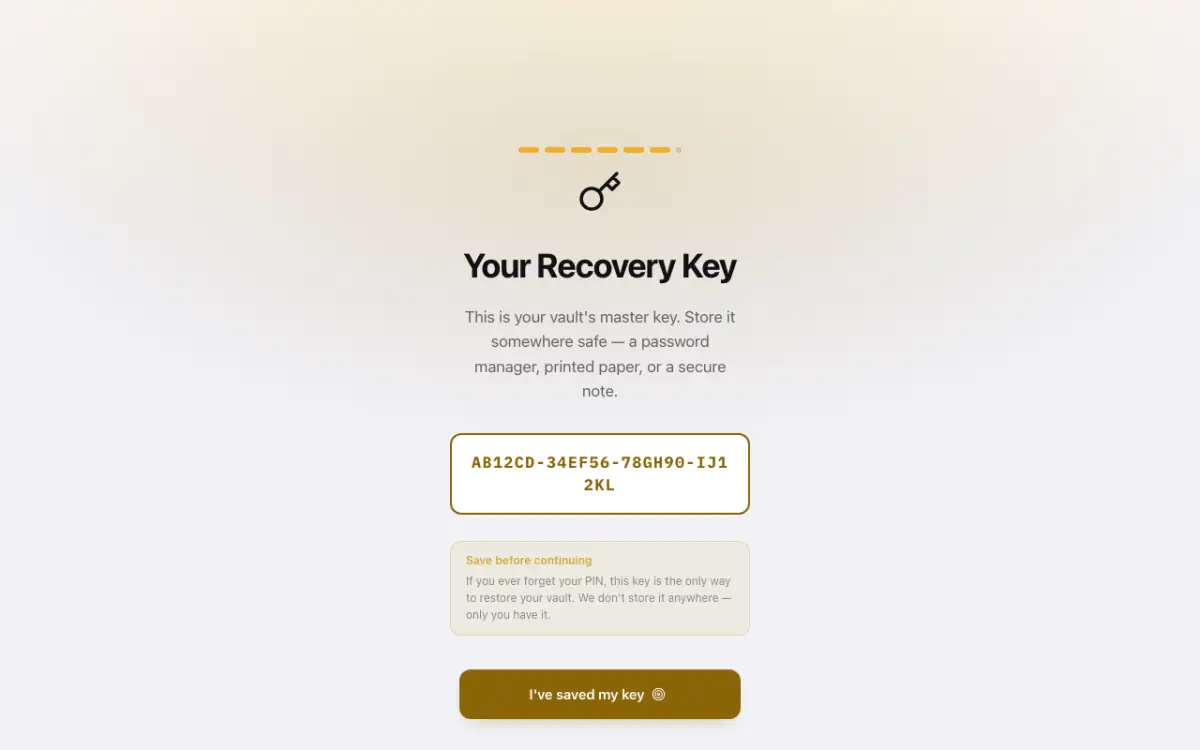 Your Recovery Key
This is your vault's master key. Store it
somewhere safe — a password
manager, printed paper, or a secure
note.
AB12CD-34EF56-78GH90-IJ1
2KL
Save before continuing
If you ever forget your PIN, this key is the only way
to restore your vault. We don't store it anywhere —
only you have it.
I've saved my key